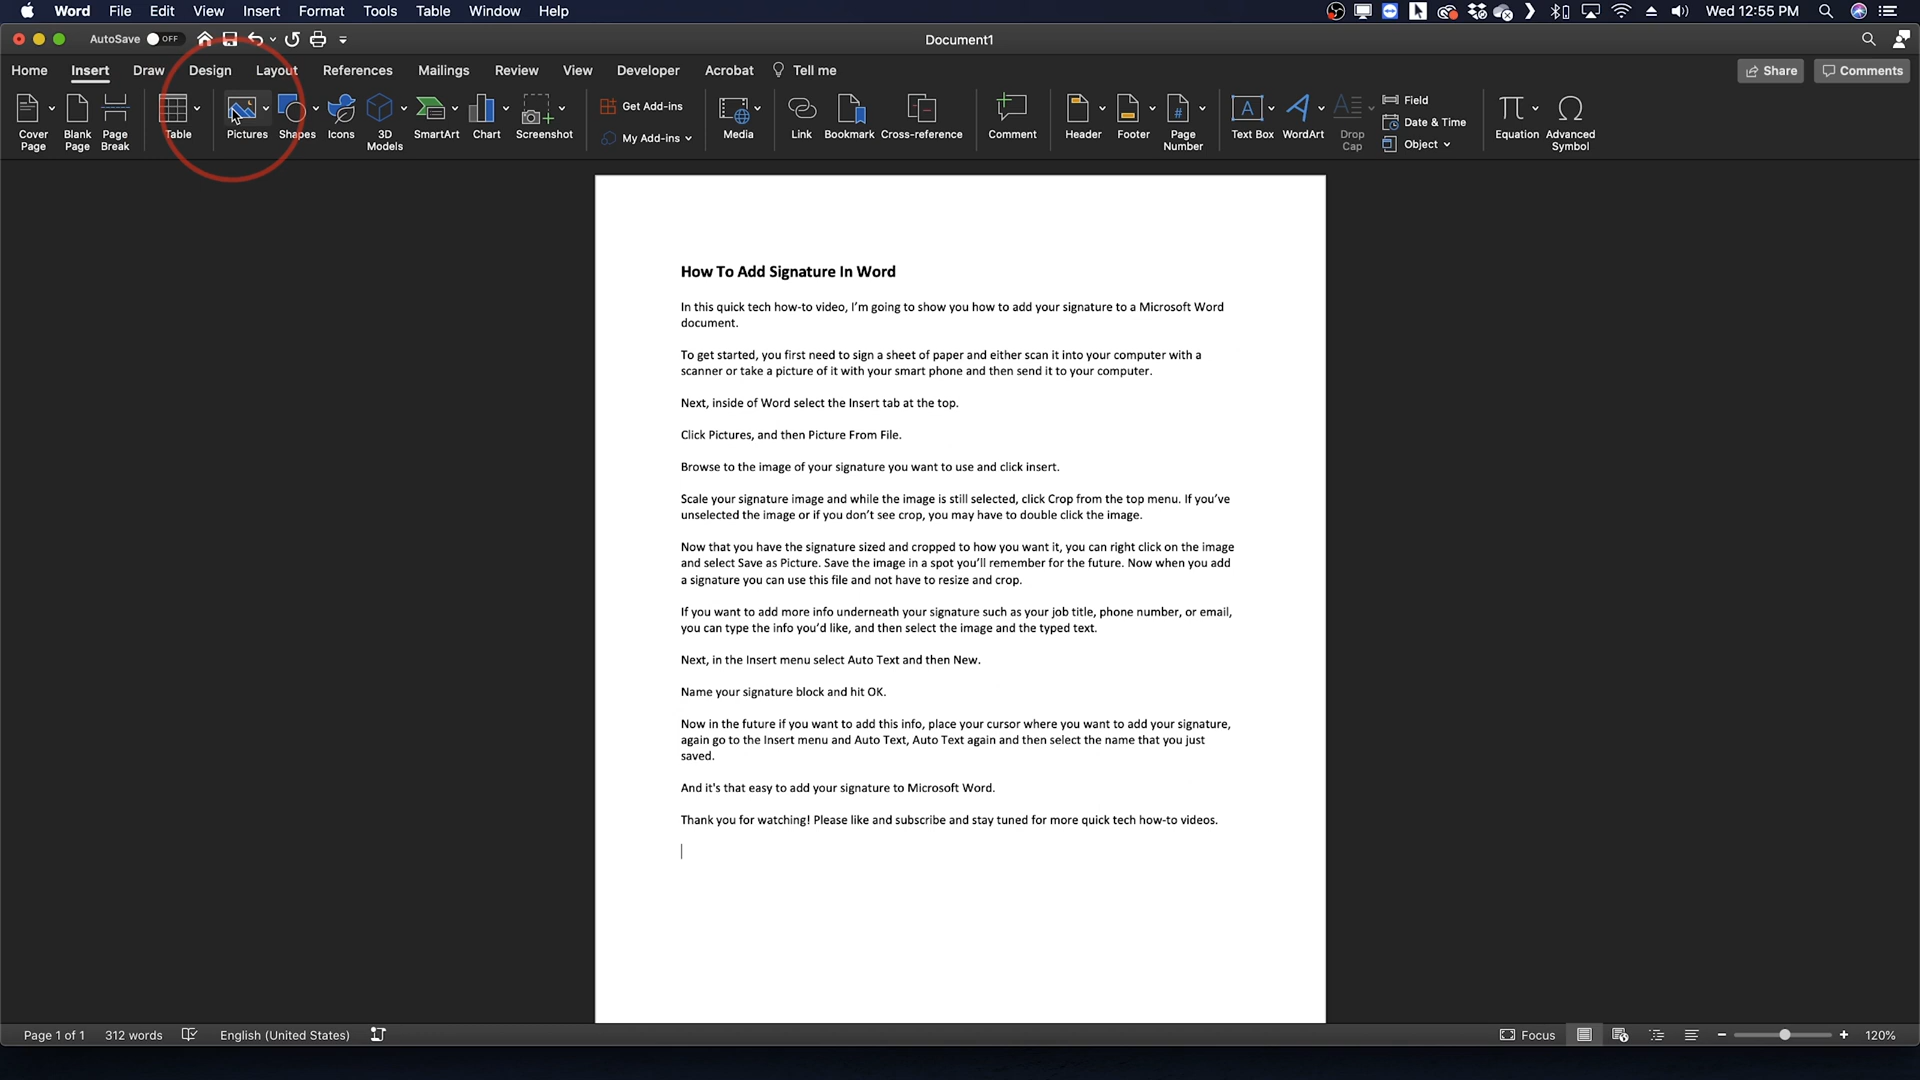 Word File Edit View Insert Format Tools Table Window Help Wed 12:55 PM
AutoSave OFF Document1
Home Insert Draw Design Layout References Mailings Review View Developer Acrobat Tell me Share Comments
Cover Page
Blank Page
Page Break
Table
Pictures
Shapes
Icons
3D Models
SmartArt
Chart
Screenshot
Get Add-ins
My Add-ins
Media
Link
Bookmark
Cross-reference
Comment
Header
Footer
Page Number
Text Box
WordArt
Drop Cap
Field
Date & Time
Object
Equation
Advanced Symbol
How To Add Signature In Word
In this quick tech how-to video, I'm going to show you how to add your signature to a Microsoft Word
document.
To get started, you first need to sign a sheet of paper and either scan it into your computer with a
scanner or take a picture of it with your smart phone and then send it to your computer.
Next, inside of Word select the Insert tab at the top.
Click Pictures, and then Picture From File.
Browse to the image of your signature you want to use and click insert.
Scale your signature image and while the image is still selected, click Crop from the top menu. If you've
unselected the image or if you don't see crop, you may have to double click the image.
Now that you have the signature sized and cropped to how you want it, you can right click on the image
and select Save as Picture. Save the image in a spot you'll remember for the future. Now when you add
a signature you can use this file and not have to resize and crop.
If you want to add more info underneath your signature such as your job title, phone number, or email,
you can type the info you'd like, and then select the image and the typed text.
Next, in the Insert menu select Auto Text and then New.
Name your signature block and hit OK.
Now in the future if you want to add this info, place your cursor where you want to add your signature,
again go to the Insert menu and Auto Text, Auto Text again and then select the name that you just
saved.
And it's that easy to add your signature to Microsoft Word.
Thank you for watching! Please like and subscribe and stay tuned for more quick tech how-to videos.
Page 1 of 1 312 words English (United States) Focus 120%